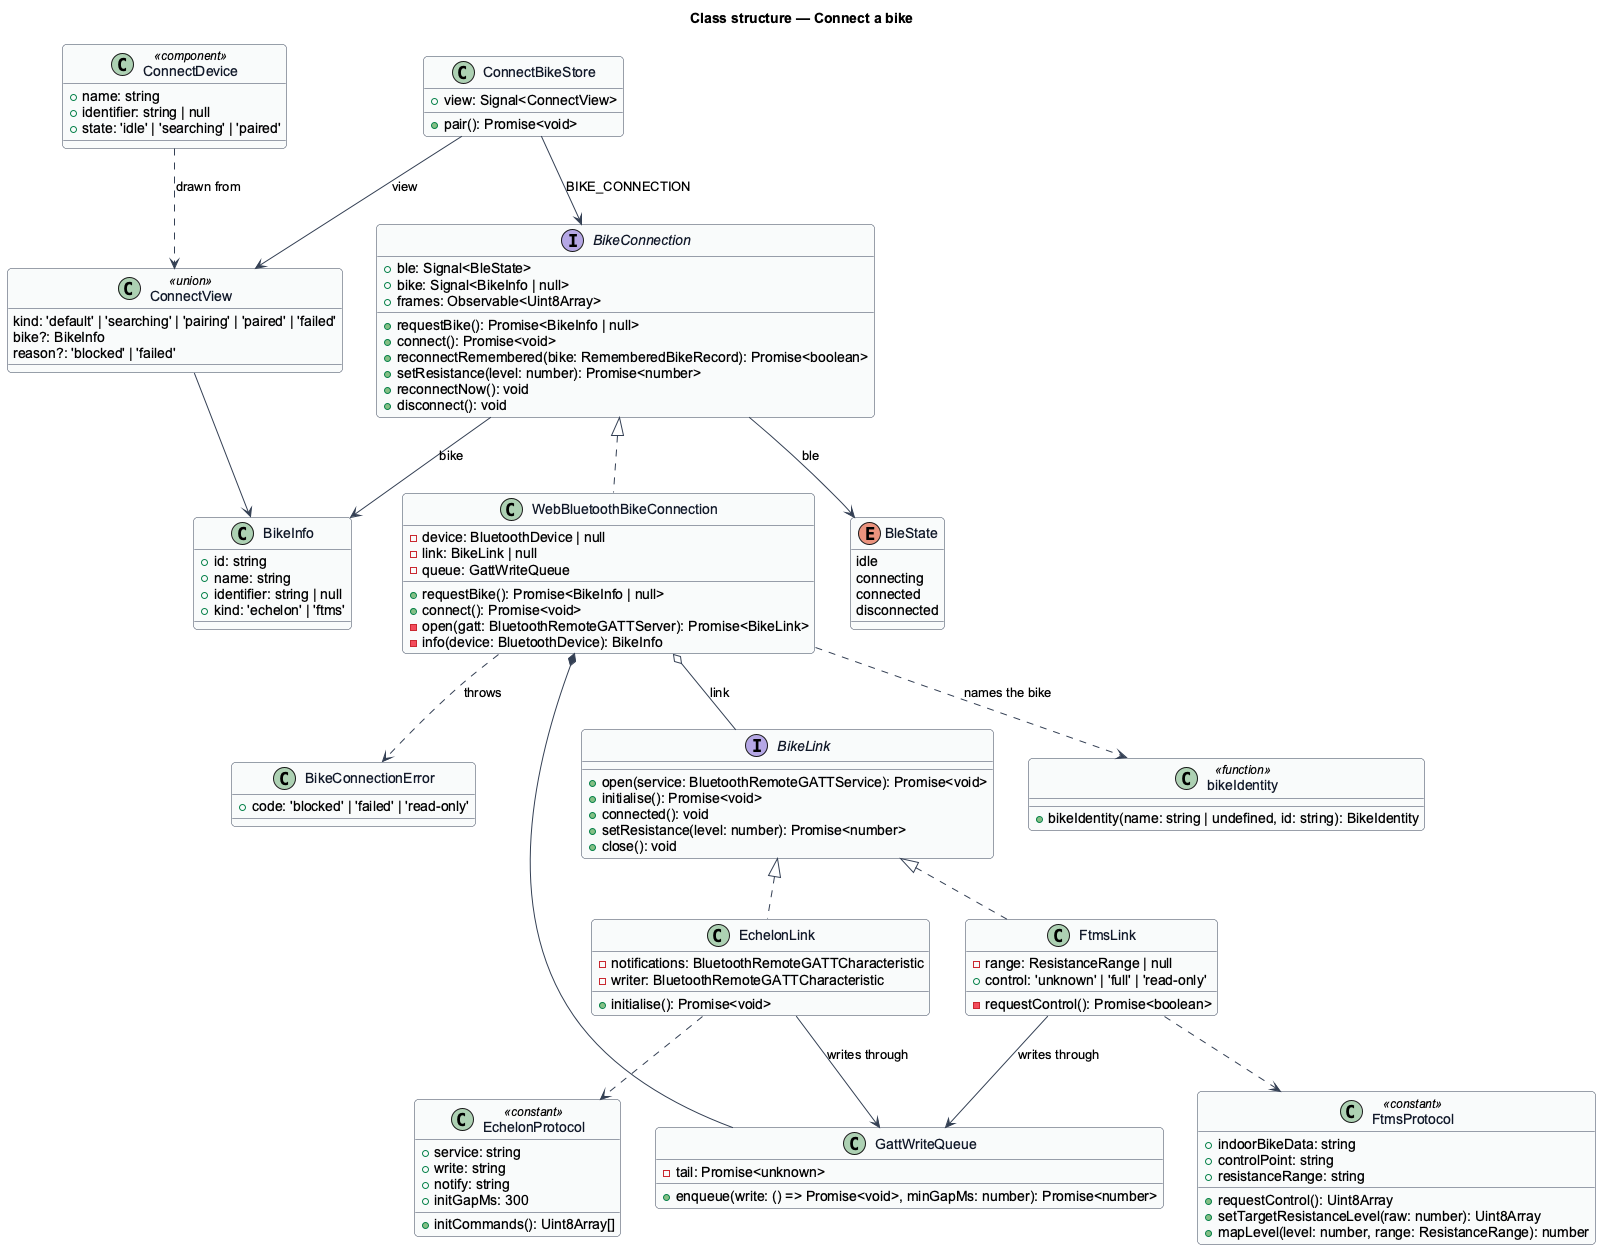 Class structure — Connect a bike
«component»
ConnectDevice
name: string
identifier: string | null
state: 'idle' | 'searching' | 'paired'
ConnectBikeStore
view: Signal<ConnectView>
pair(): Promise<void>
drawn from
view
BIKE_CONNECTION
«union»
ConnectView
kind: 'default' | 'searching' | 'pairing' | 'paired' | 'failed'
bike?: BikeInfo
reason?: 'blocked' | 'failed'
BikeConnection
ble: Signal<BleState>
bike: Signal<BikeInfo | null>
frames: Observable<Uint8Array>
requestBike(): Promise<BikeInfo | null>
connect(): Promise<void>
reconnectRemembered(bike: RememberedBikeRecord): Promise<boolean>
setResistance(level: number): Promise<number>
reconnectNow(): void
disconnect(): void
bike
ble
BikeInfo
id: string
name: string
identifier: string | null
kind: 'echelon' | 'ftms'
WebBluetoothBikeConnection
device: BluetoothDevice | null
link: BikeLink | null
queue: GattWriteQueue
requestBike(): Promise<BikeInfo | null>
connect(): Promise<void>
open(gatt: BluetoothRemoteGATTServer): Promise<BikeLink>
info(device: BluetoothDevice): BikeInfo
BleState
idle
connecting
connected
disconnected
throws
link
names the bike
BikeConnectionError
code: 'blocked' | 'failed' | 'read-only'
BikeLink
open(service: BluetoothRemoteGATTService): Promise<void>
initialise(): Promise<void>
connected(): void
setResistance(level: number): Promise<number>
close(): void
«function»
bikeIdentity
bikeIdentity(name: string | undefined, id: string): BikeIdentity
EchelonLink
notifications: BluetoothRemoteGATTCharacteristic
writer: BluetoothRemoteGATTCharacteristic
initialise(): Promise<void>
FtmsLink
range: ResistanceRange | null
control: 'unknown' | 'full' | 'read-only'
requestControl(): Promise<boolean>
writes through
writes through
«constant»
EchelonProtocol
service: string
write: string
notify: string
initGapMs: 300
initCommands(): Uint8Array[]
GattWriteQueue
tail: Promise<unknown>
enqueue(write: () => Promise<void>, minGapMs: number): Promise<number>
«constant»
FtmsProtocol
indoorBikeData: string
controlPoint: string
resistanceRange: string
requestControl(): Uint8Array
setTargetResistanceLevel(raw: number): Uint8Array
mapLevel(level: number, range: ResistanceRange): number